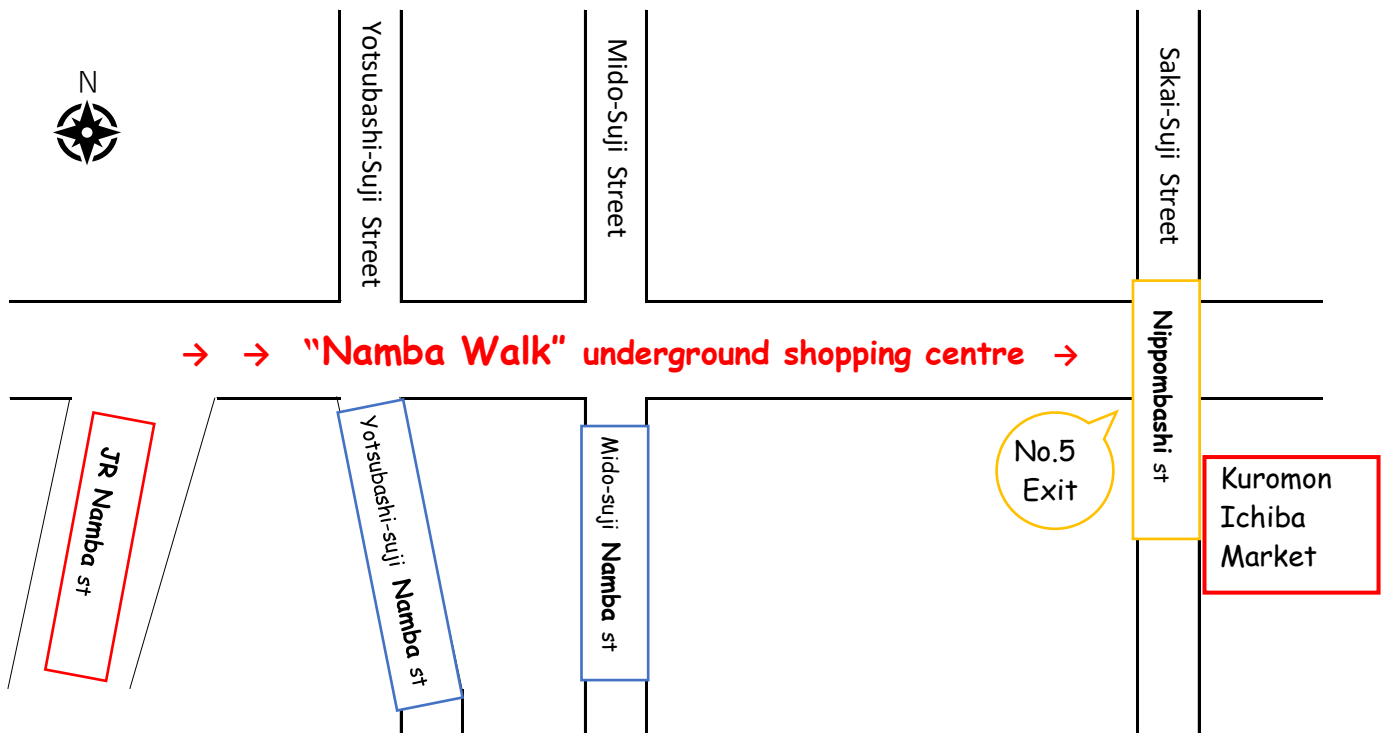 N
Yotsubashi-Suji Street
Mido-Suji Street
Sakai-Suji Street
→ → “Namba Walk” underground shopping centre →
JR Namba st
Yotsubashi-suji Namba st
Mido-suji Namba st
Nippombashi st
No.5
Exit
Kuromon
Ichiba
Market